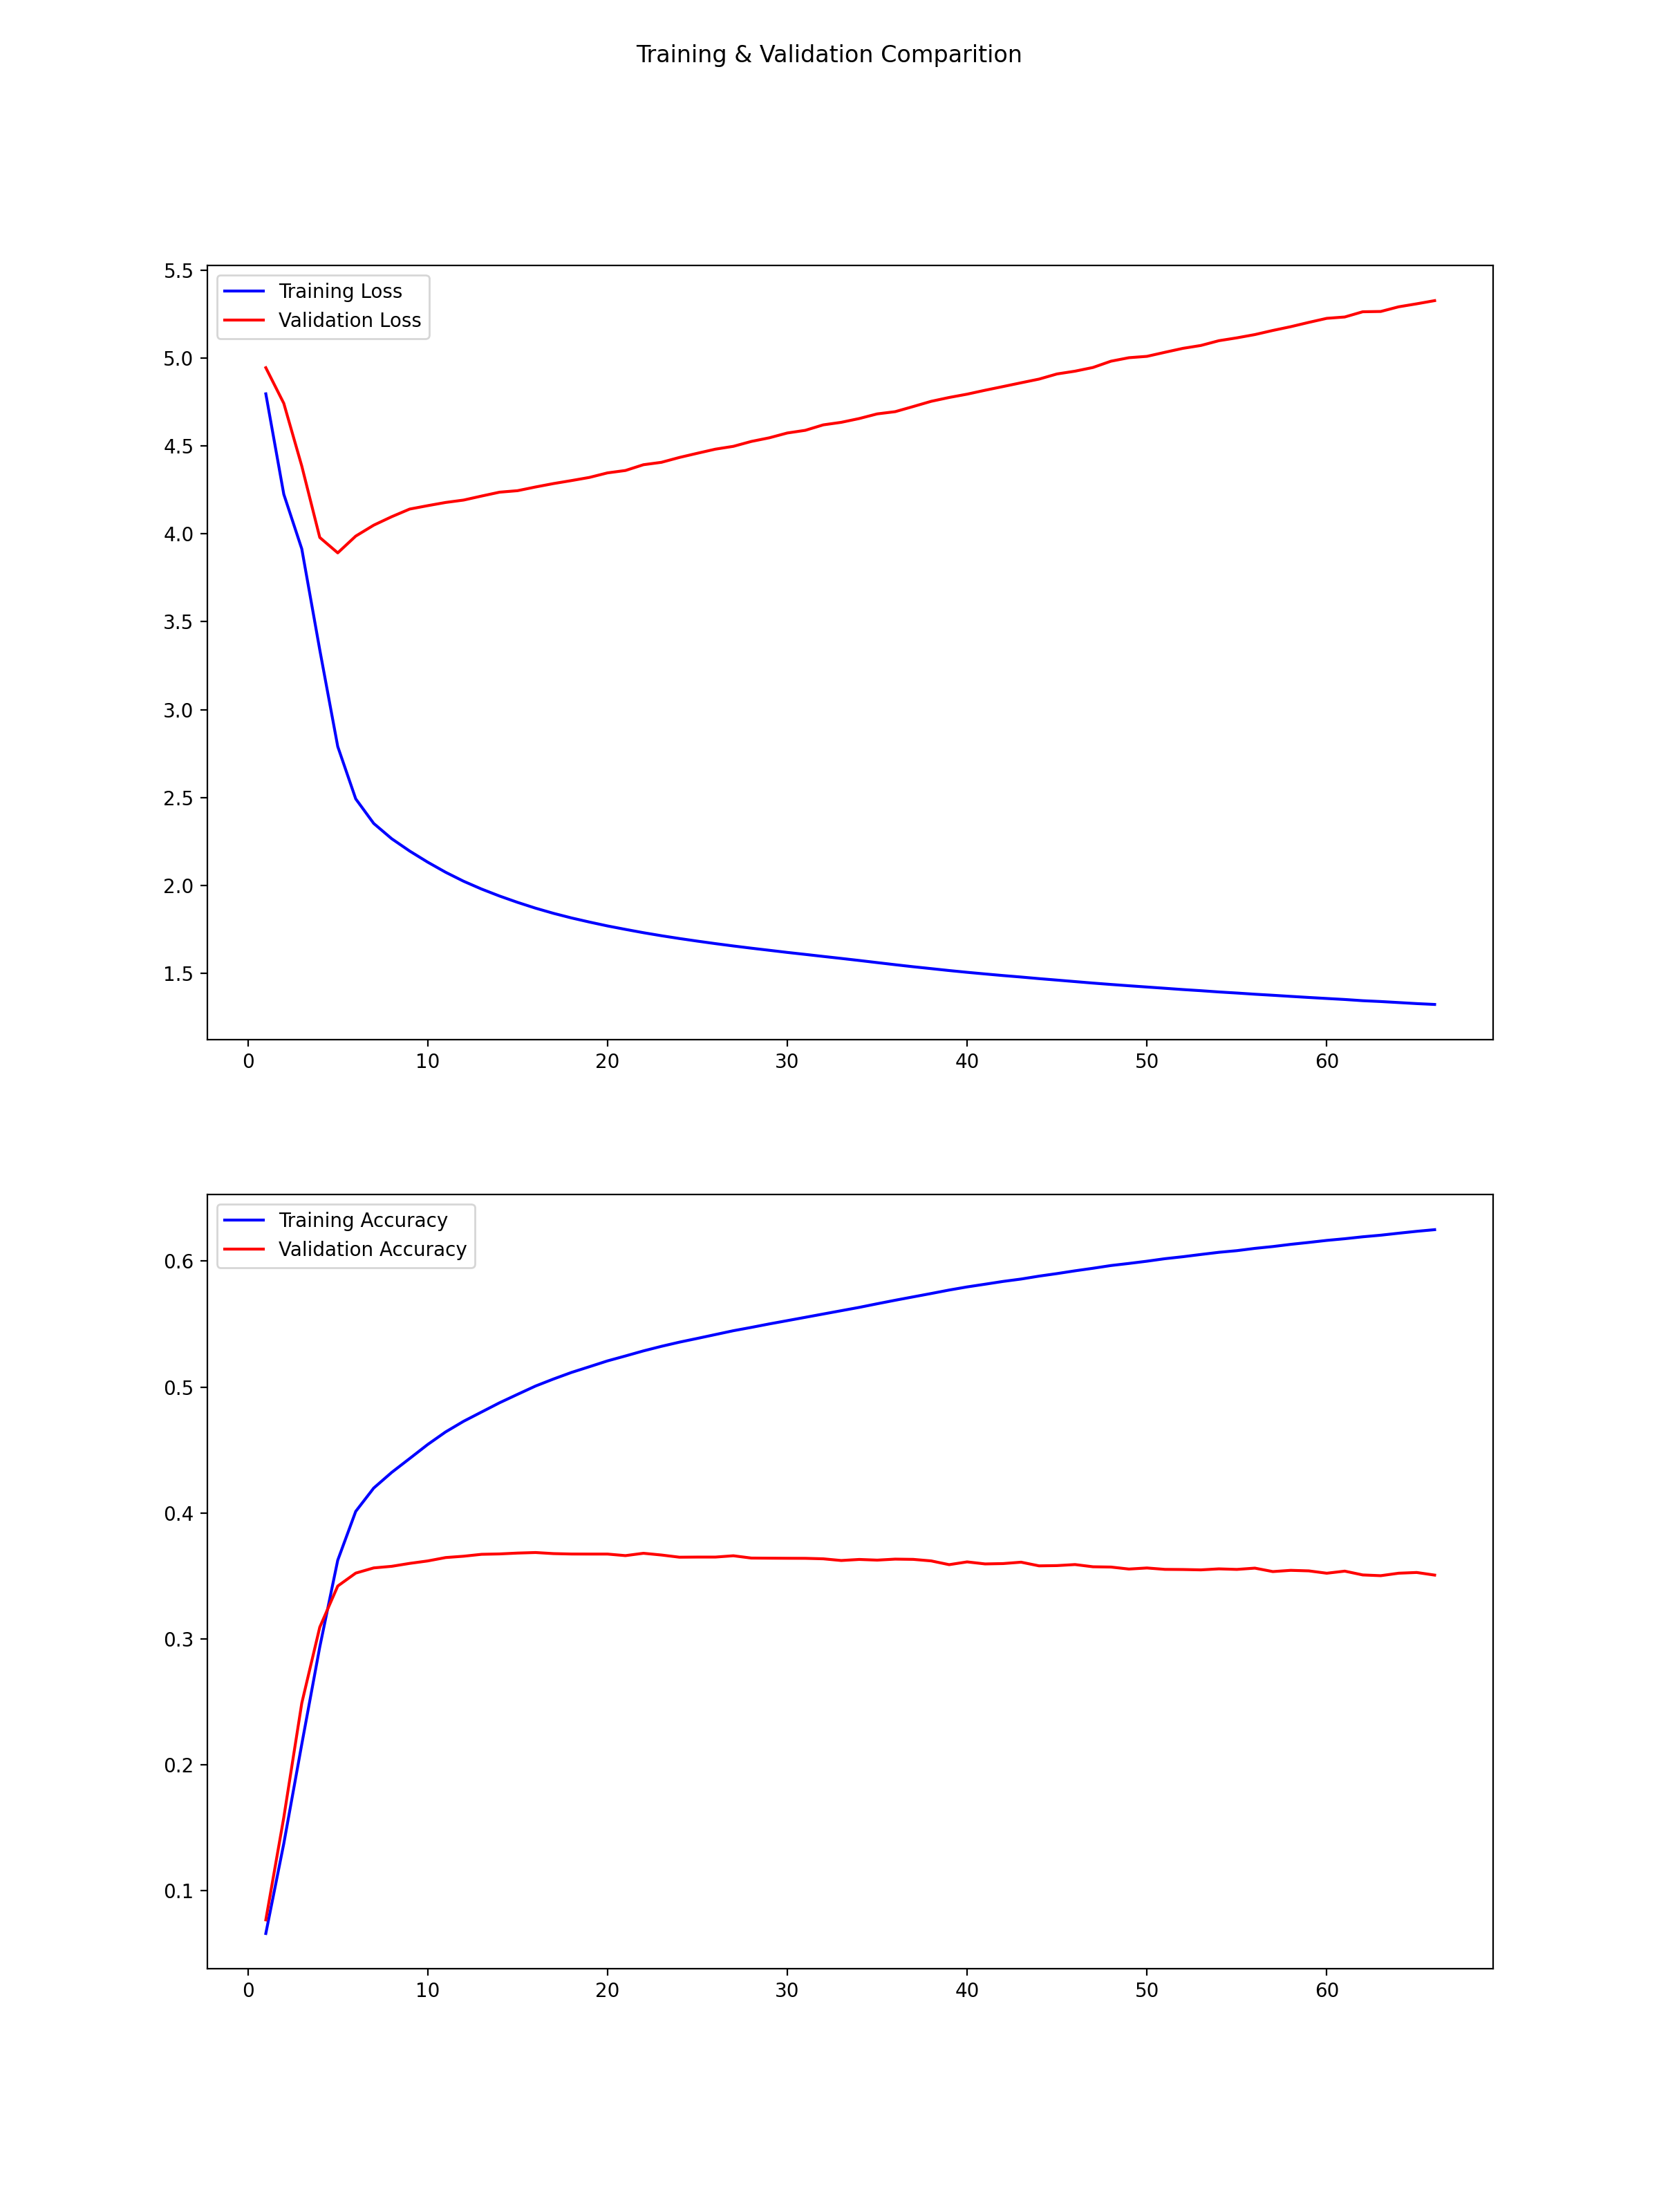 Training & Validation Comparition
5.5
5.0
4.5
4.0
3.5
3.0
2.5
2.0
1.5
Training Loss
Validation Loss
0 10 20 30 40 50 60
0.6
0.5
0.4
0.3
0.2
0.1
Training Accuracy
Validation Accuracy
0 10 20 30 40 50 60